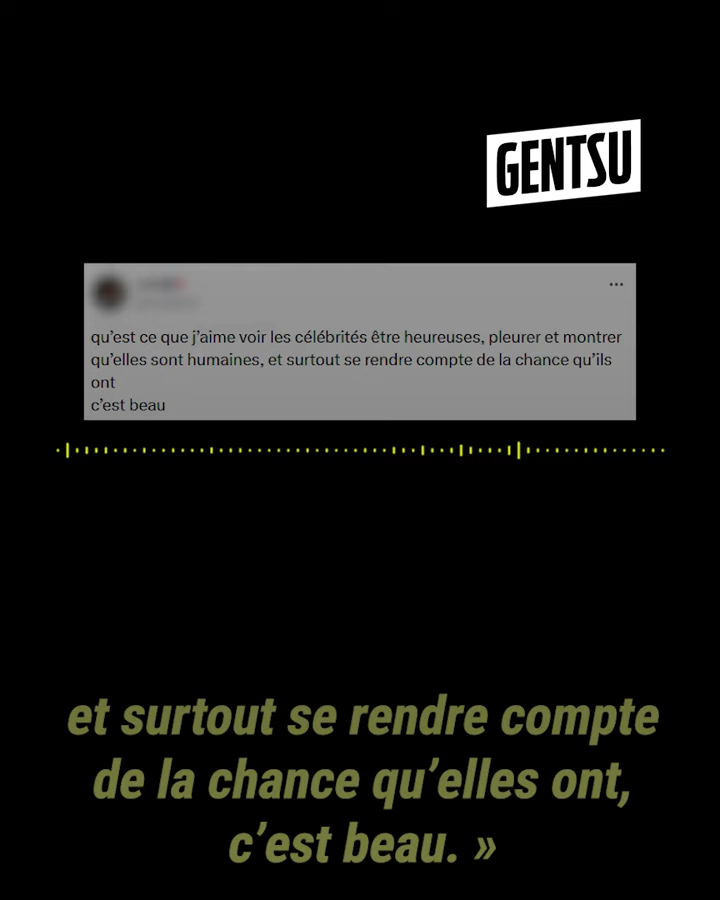 GENTSU
qu’est ce que j’aime voir les célébrités être heureuses, pleurer et montrer
qu’elles sont humaines, et surtout se rendre compte de la chance qu’ils
ont
c’est beau
et surtout se rendre compte
de la chance qu’elles ont,
c’est beau. »